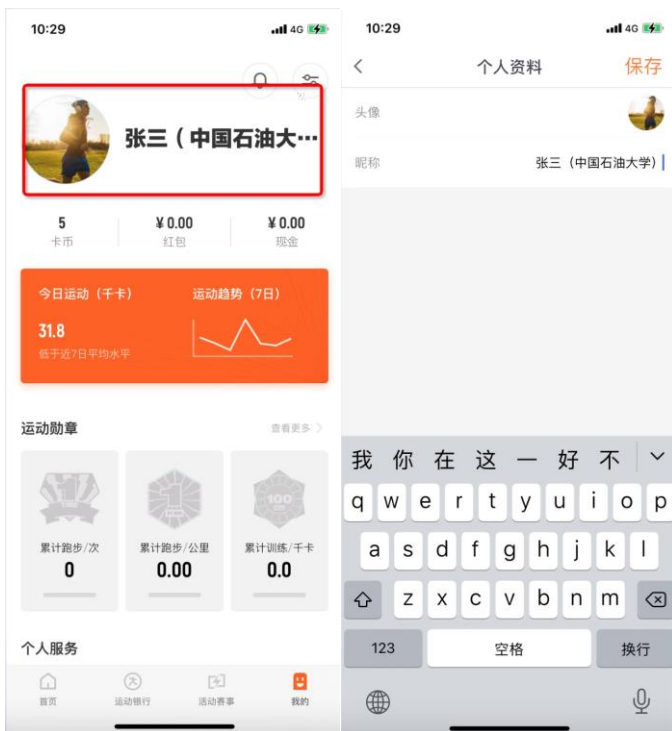 10:29
4G
张三（中国石油大…
5
¥0.00
¥0.00
卡币
红包
现金
今日运动（千卡）
运动趋势（7日）
31.8
低于近7日平均水平
运动勋章
查看更多
100
1
100
累计跑步/次
累计跑步/公里
累计训练/千卡
0
0.00
0.0
个人服务
首页
运动银行
活动赛事
我的
10:29
4G
个人资料
保存
头像
昵称
张三（中国石油大学）
我 你 在 这 一 好 不
q w e r t y u i o p
a s d f g h j k l
z x c v b n m
123
空格
换行